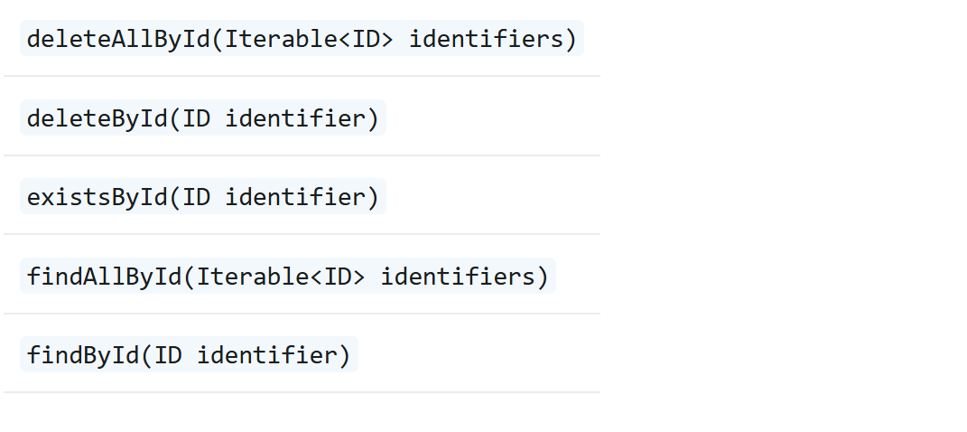 deleteAllById(Iterable<ID> identifiers)
deleteById(ID identifier)
existsById(ID identifier)
findAllById(Iterable<ID> identifiers)
findById(ID identifier)